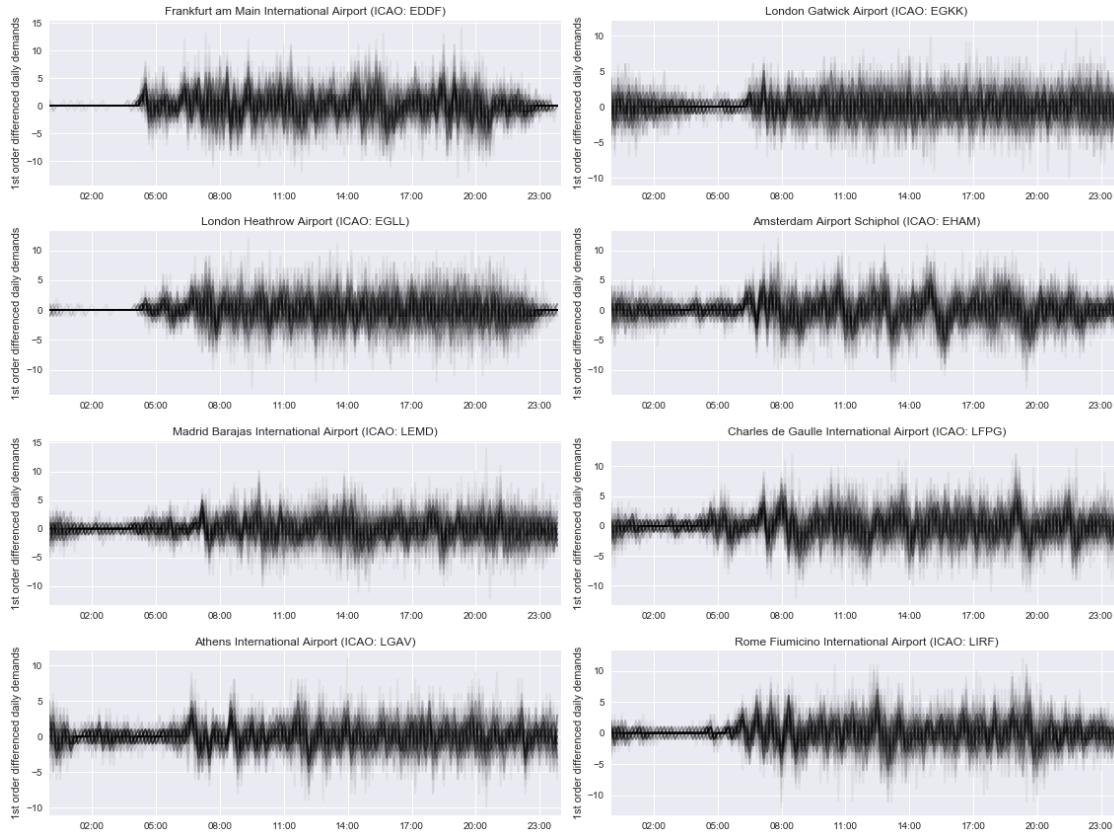 Frankfurt am Main International Airport (ICAO: EDDF)
1st order differenced daily demands
15
10
5
0
−5
−10
02:00 05:00 08:00 11:00 14:00 17:00 20:00 23:00
London Gatwick Airport (ICAO: EGKK)
1st order differenced daily demands
10
5
0
−5
−10
02:00 05:00 08:00 11:00 14:00 17:00 20:00 23:00
London Heathrow Airport (ICAO: EGLL)
1st order differenced daily demands
10
5
0
−5
−10
02:00 05:00 08:00 11:00 14:00 17:00 20:00 23:00
Amsterdam Airport Schiphol (ICAO: EHAM)
1st order differenced daily demands
10
5
0
−5
−10
02:00 05:00 08:00 11:00 14:00 17:00 20:00 23:00
Madrid Barajas International Airport (ICAO: LEMD)
1st order differenced daily demands
15
10
5
0
−5
−10
02:00 05:00 08:00 11:00 14:00 17:00 20:00 23:00
Charles de Gaulle International Airport (ICAO: LFPG)
1st order differenced daily demands
10
5
0
−5
−10
02:00 05:00 08:00 11:00 14:00 17:00 20:00 23:00
Athens International Airport (ICAO: LGAV)
1st order differenced daily demands
10
5
0
−5
−10
02:00 05:00 08:00 11:00 14:00 17:00 20:00 23:00
Rome Fiumicino International Airport (ICAO: LIRF)
1st order differenced daily demands
10
5
0
−5
−10
02:00 05:00 08:00 11:00 14:00 17:00 20:00 23:00